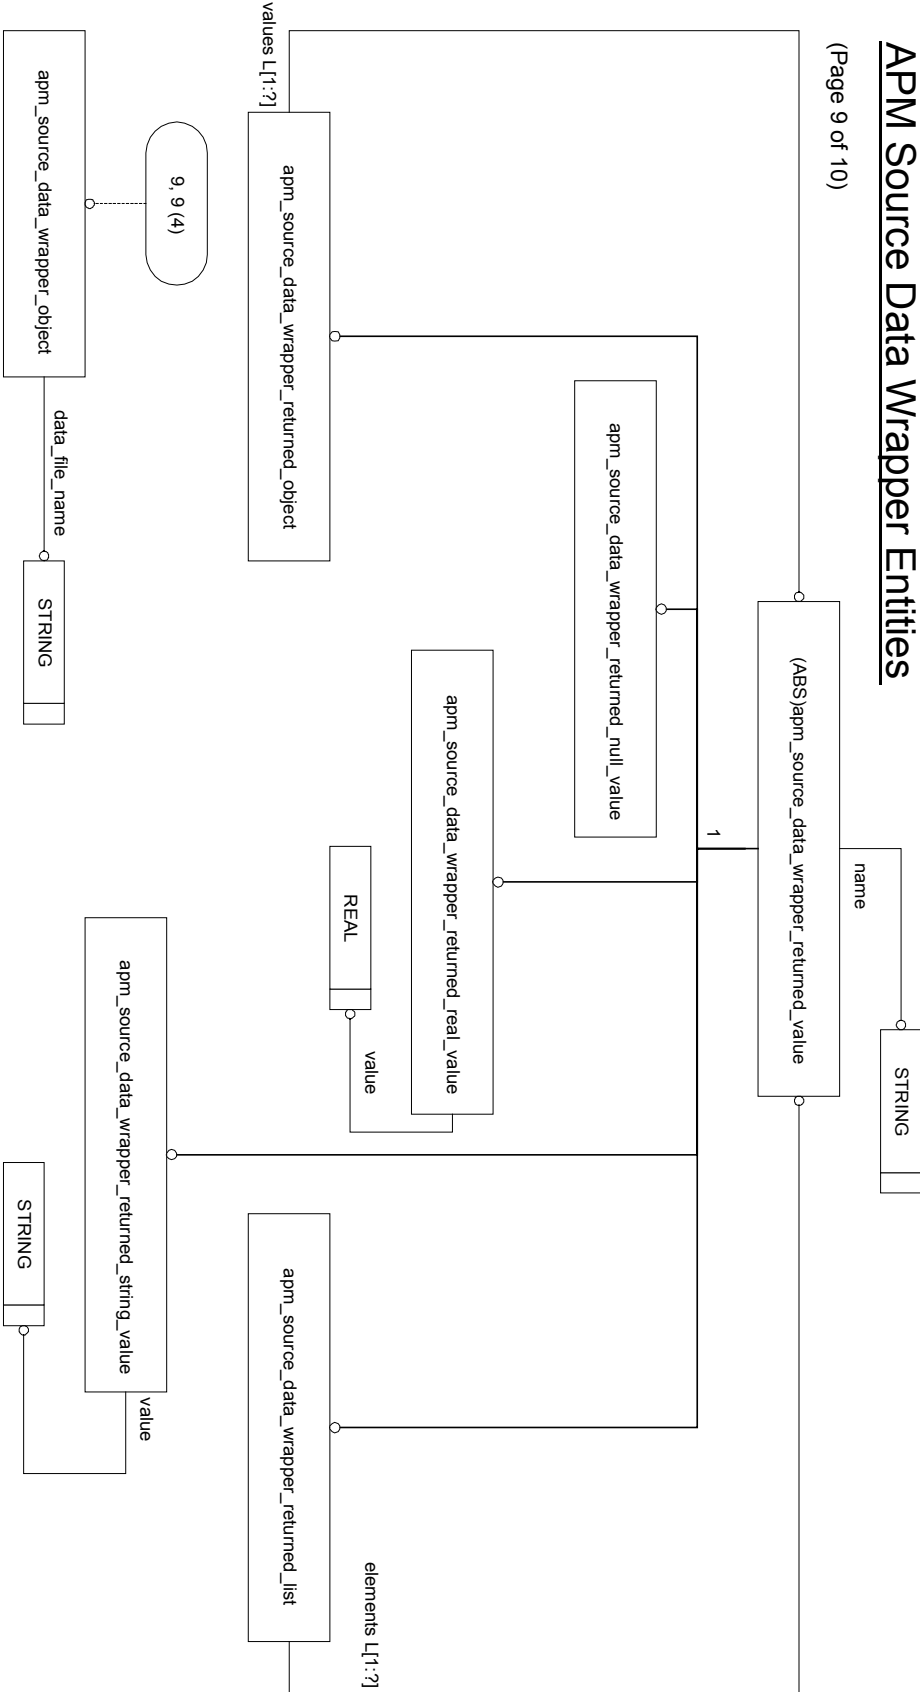 APM Source Data Wrapper Entities
(Page 9 of 10)
STRING
name
(ABS)apm_source_data_wrapper_returned_value
1
values L[1:?]
apm_source_data_wrapper_returned_object
apm_source_data_wrapper_returned_null_value
apm_source_data_wrapper_returned_real_value
value
REAL
apm_source_data_wrapper_returned_string_value
value
STRING
apm_source_data_wrapper_returned_list
elements L[1:?]
9, 9 (4)
apm_source_data_wrapper_object
data_file_name
STRING